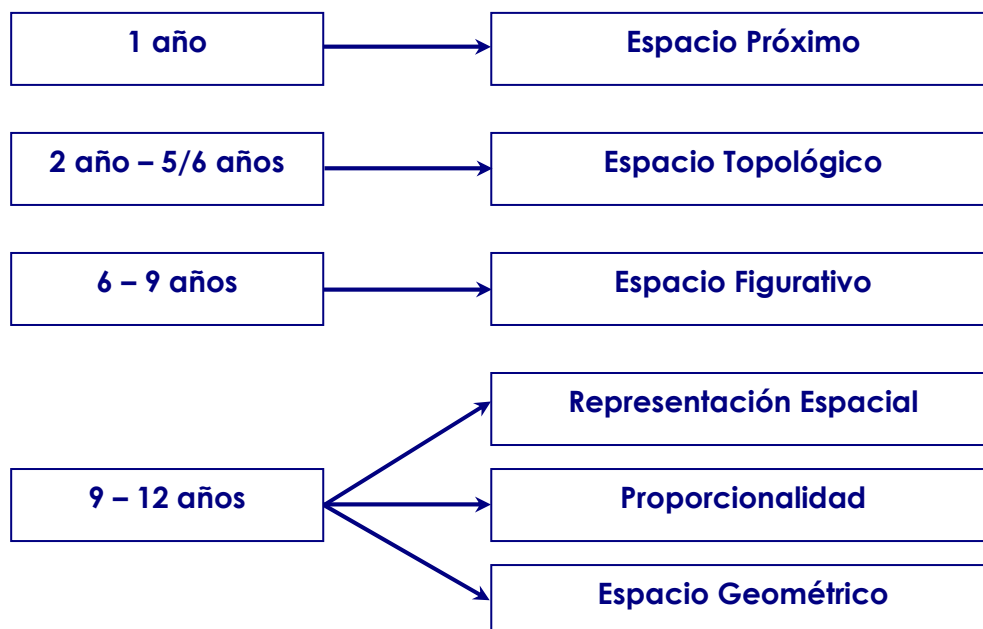 1 año
Espacio Próximo
2 año – 5/6 años
Espacio Topológico
6 – 9 años
Espacio Figurativo
Representación Espacial
9 – 12 años
Proporcionalidad
Espacio Geométrico